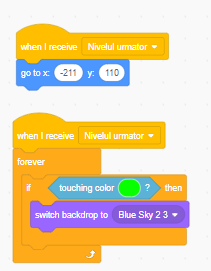 when I receive Nivelul urmator
go to x: -211 y: 110
when I receive Nivelul urmator
forever
if touching color ? then
switch backdrop to Blue Sky 2 3